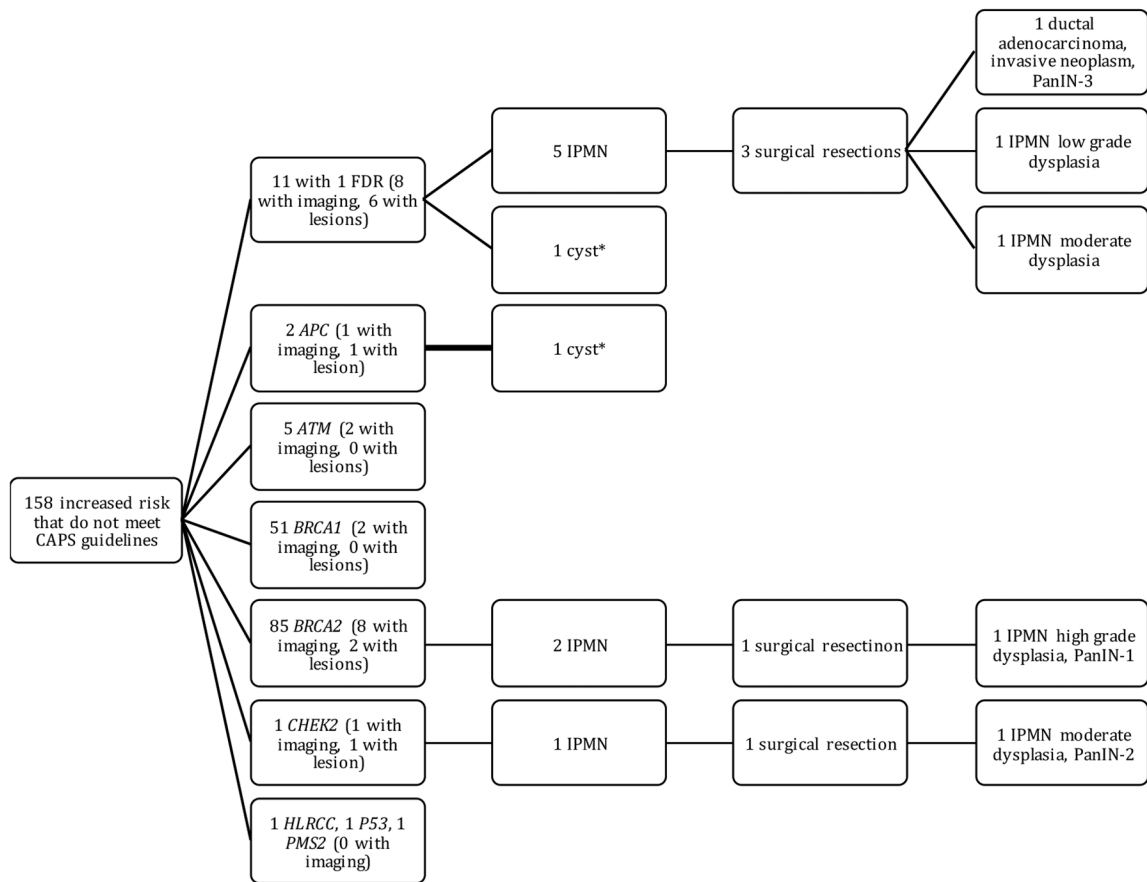 158 increased risk
that do not meet
CAPS guidelines
11 with 1 FDR (8
with imaging, 6 with
lesions)
5 IPMN
3 surgical resections
1 ductal
adenocarcinoma,
invasive neoplasm,
PanIN-3
1 IPMN low grade
dysplasia
1 IPMN moderate
dysplasia
1 cyst*
2 APC (1 with
imaging, 1 with
lesion)
1 cyst*
5 ATM (2 with
imaging, 0 with
lesions)
51 BRCA1 (2 with
imaging, 0 with
lesions)
85 BRCA2 (8 with
imaging, 2 with
lesions)
2 IPMN
1 surgical resectinon
1 IPMN high grade
dysplasia, PanIN-1
1 CHEK2 (1 with
imaging, 1 with
lesion)
1 IPMN
1 surgical resection
1 IPMN moderate
dysplasia, PanIN-2
1 HLRCC, 1 P53, 1
PMS2 (0 with
imaging)